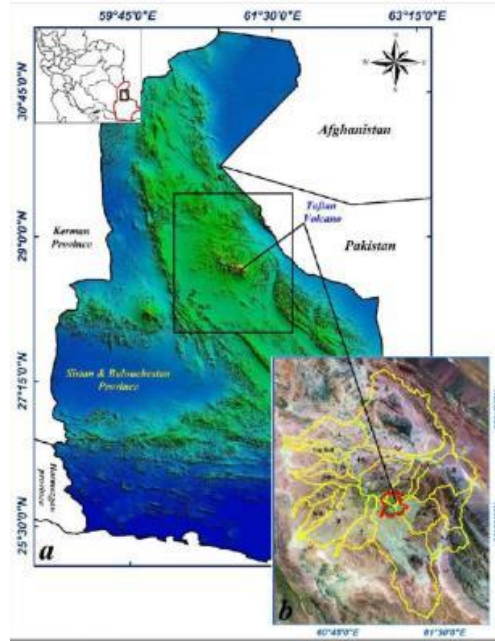 59°45'0"E
61°30'0"E
63°15'0"E
N
W
E
S
30°45'0"N
Afghanistan
Taftan
Volcano
29°0'0"N
Kerman
Province
Pakistan
27°15'0"N
Sistan & Balouchestan
Province
Hormozgan
province
25°30'0"N
a
b
60°45'0"E
61°30'0"E